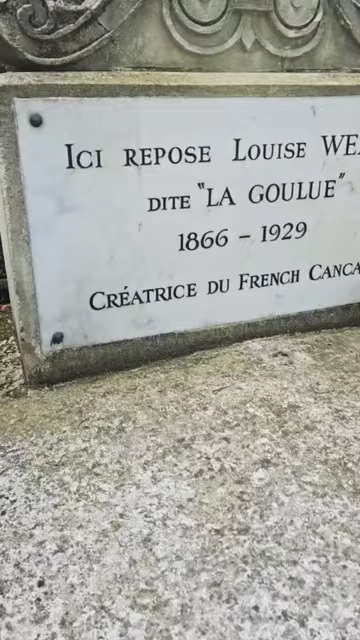 Ici repose Louise WE
dite "LA GOULUE"
1866 – 1929
Créatrice du French Canca